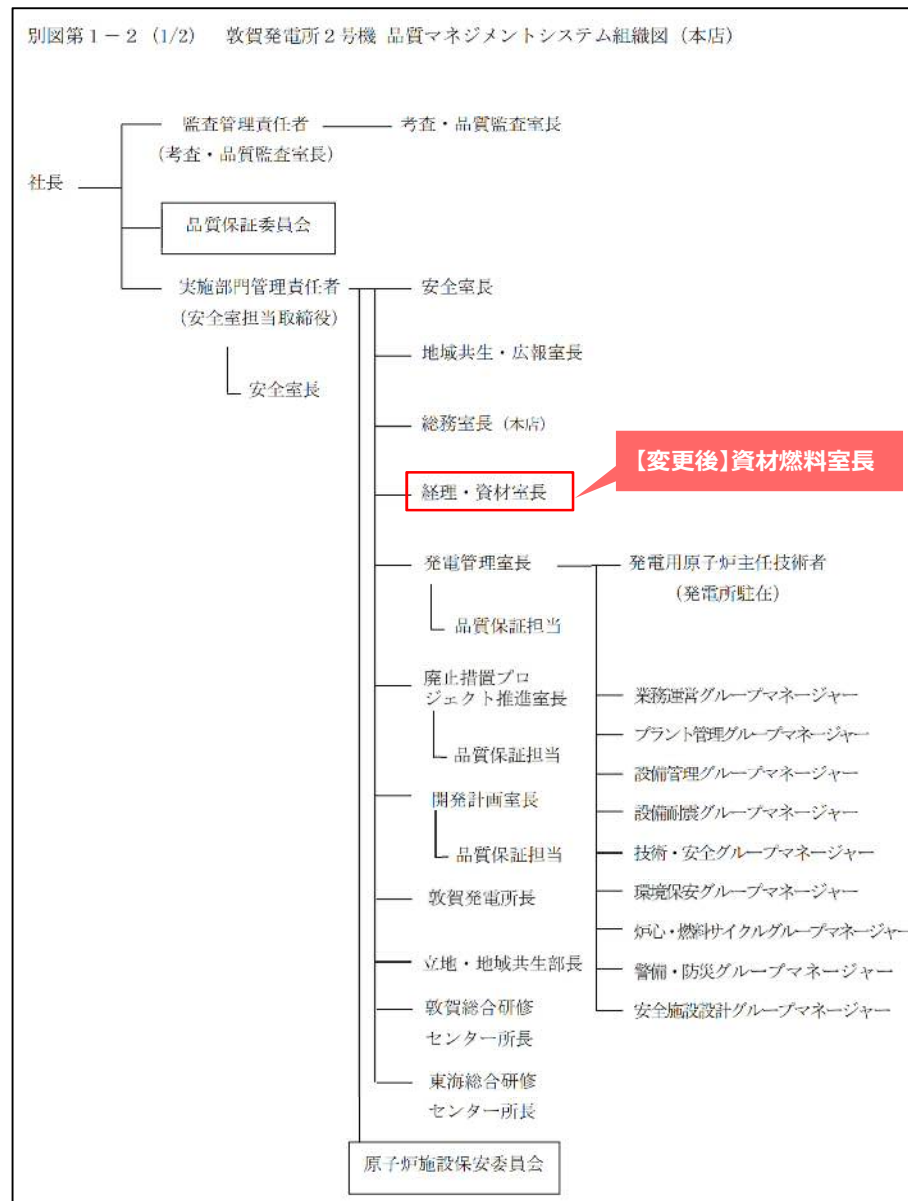 別図第１－２ (1/2)　敦賀発電所２号機 品質マネジメントシステム組織図（本店）
監査管理責任者
考査・品質監査室長
(考査・品質監査室長)
社長
品質保証委員会
実施部門管理責任者
安全室長
(安全室担当取締役)
地域共生・広報室長
安全室長
総務室長（本店）
【変更後】資材燃料室長
経理・資材室長
発電管理室長
発電用原子炉主任技術者
(発電所駐在)
品質保証担当
廃止措置プロ
ジェクト推進室長
業務運営グループマネージャー
プラント管理グループマネージャー
品質保証担当
設備管理グループマネージャー
開発計画室長
設備耐震グループマネージャー
品質保証担当
技術・安全グループマネージャー
敦賀発電所長
環境保安グループマネージャー
炉心・燃料サイクルグループマネージャー
立地・地域共生部長
警備・防災グループマネージャー
敦賀総合研修
センター所長
安全施設設計グループマネージャー
東海総合研修
センター所長
原子炉施設保安委員会